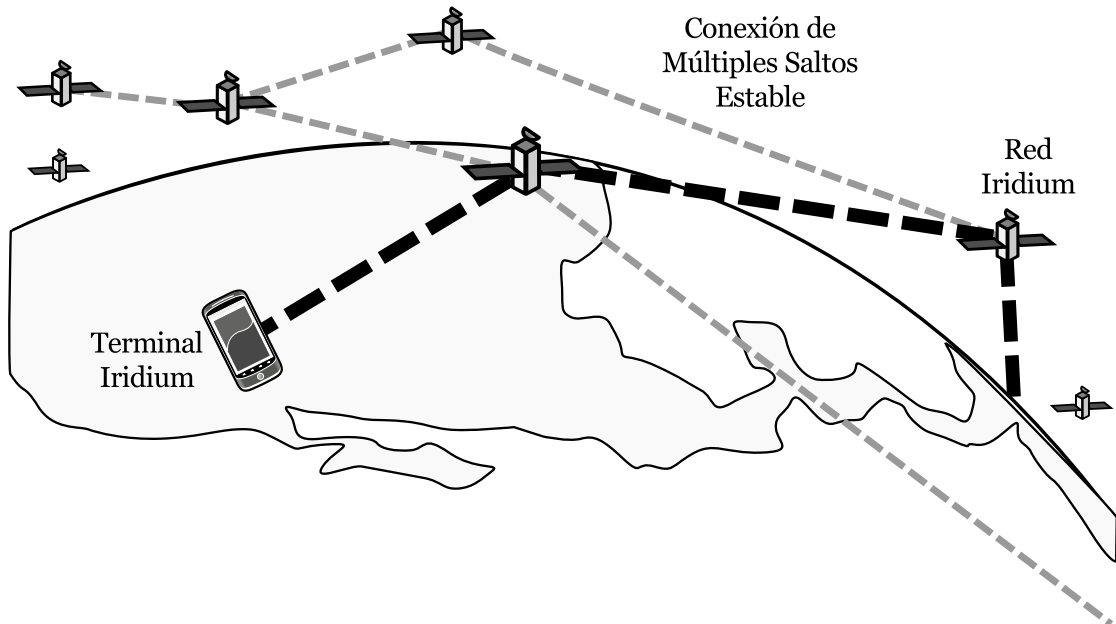 Conexión de
Múltiples Saltos
Estable
Red
Iridium
Terminal
Iridium